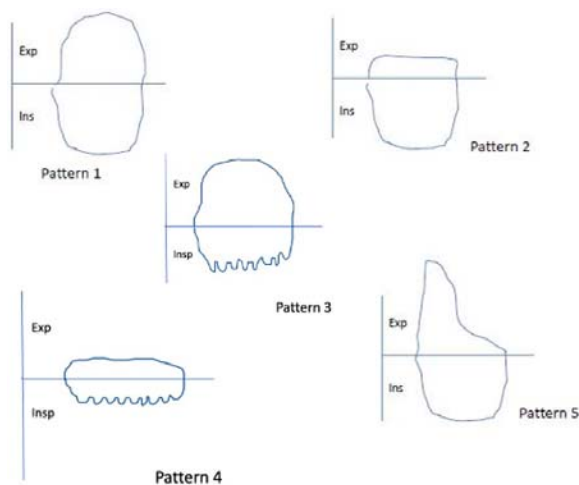 Exp
Ins
Pattern 1
Exp
Ins
Pattern 2
Exp
Insp
Pattern 3
Exp
Insp
Pattern 4
Exp
Ins
Pattern 5